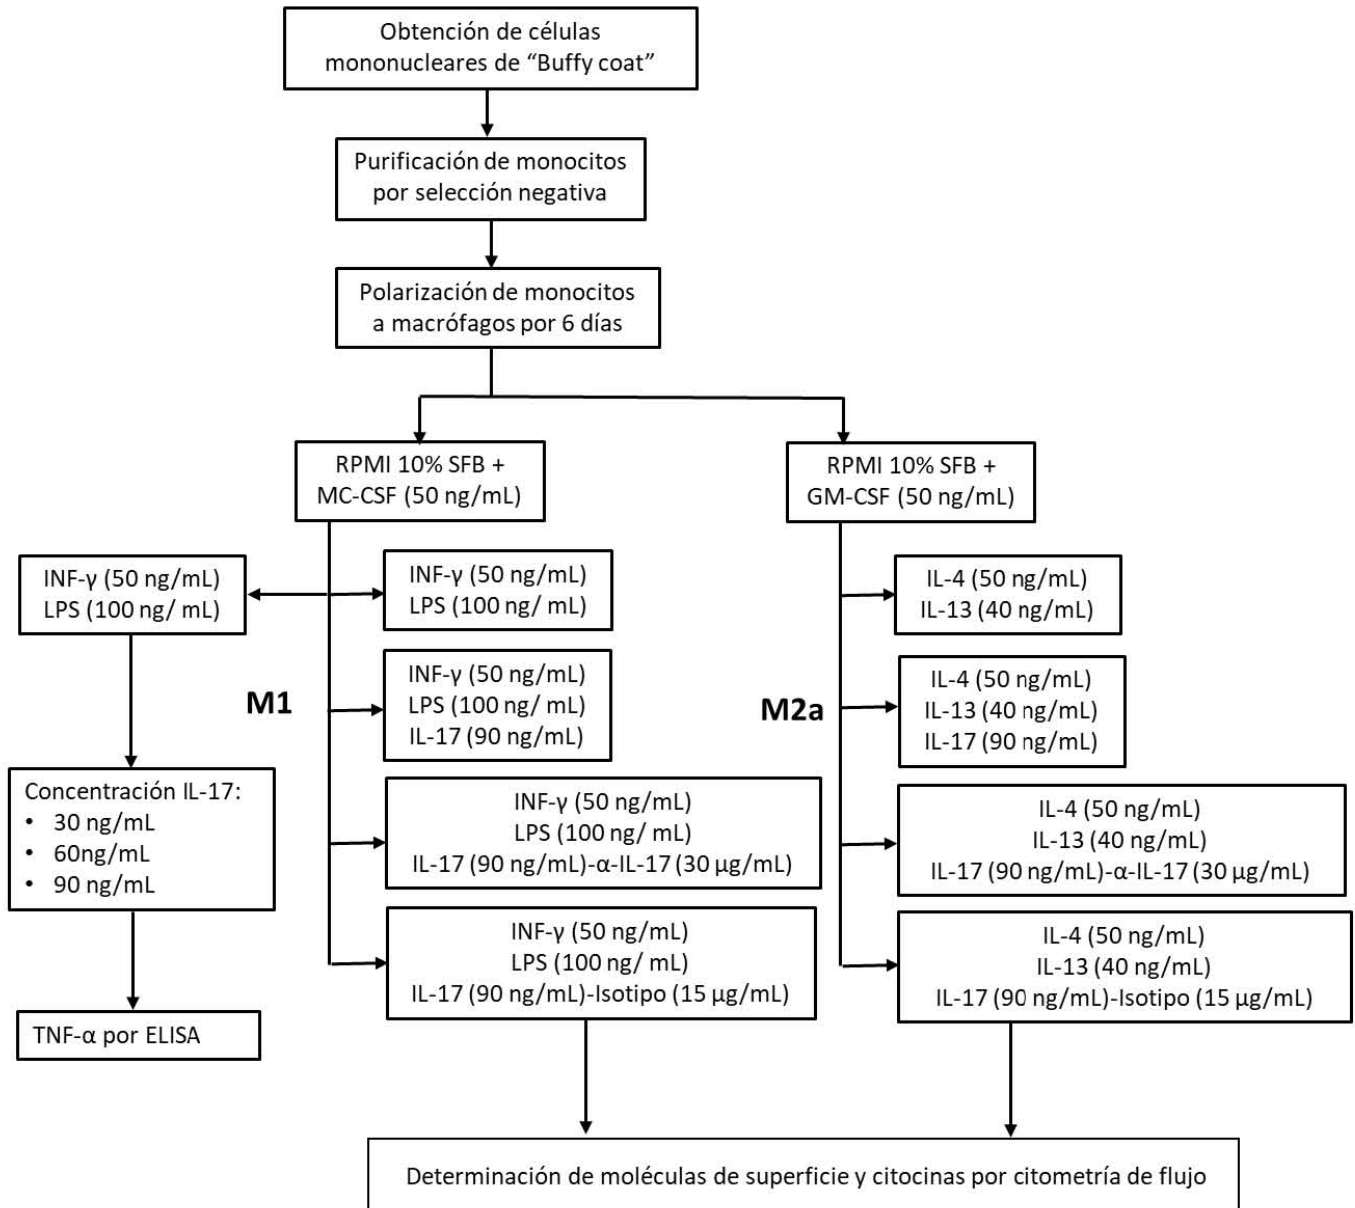 Obtención de células
mononucleares de “Buffy coat”
Purificación de monocitos
por selección negativa
Polarización de monocitos
a macrófagos por 6 días
RPMI 10% SFB +
MC-CSF (50 ng/mL)
RPMI 10% SFB +
GM-CSF (50 ng/mL)
INF-γ (50 ng/mL)
LPS (100 ng/ mL)
Concentración IL-17:
• 30 ng/mL
• 60ng/mL
• 90 ng/mL
TNF-α por ELISA
M1
INF-γ (50 ng/mL)
LPS (100 ng/ mL)
INF-γ (50 ng/mL)
LPS (100 ng/ mL)
IL-17 (90 ng/mL)
INF-γ (50 ng/mL)
LPS (100 ng/ mL)
IL-17 (90 ng/mL)-α-IL-17 (30 µg/mL)
INF-γ (50 ng/mL)
LPS (100 ng/ mL)
IL-17 (90 ng/mL)-Isotipo (15 µg/mL)
M2a
IL-4 (50 ng/mL)
IL-13 (40 ng/mL)
IL-4 (50 ng/mL)
IL-13 (40 ng/mL)
IL-17 (90 ng/mL)
IL-4 (50 ng/mL)
IL-13 (40 ng/mL)
IL-17 (90 ng/mL)-α-IL-17 (30 µg/mL)
IL-4 (50 ng/mL)
IL-13 (40 ng/mL)
IL-17 (90 ng/mL)-Isotipo (15 µg/mL)
Determinación de moléculas de superficie y citocinas por citometría de flujo